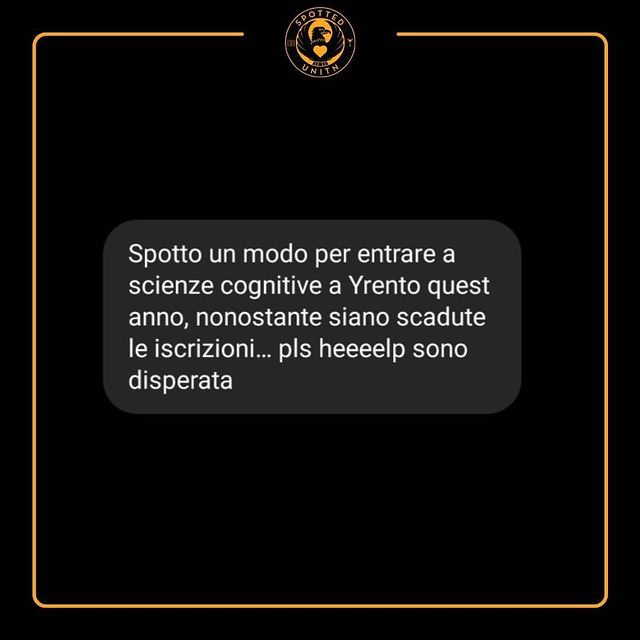 SPOTTED
UNITN
Spotto un modo per entrare a
scienze cognitive a Yrento quest
anno, nonostante siano scadute
le iscrizioni... pls heeeelp sono
disperata